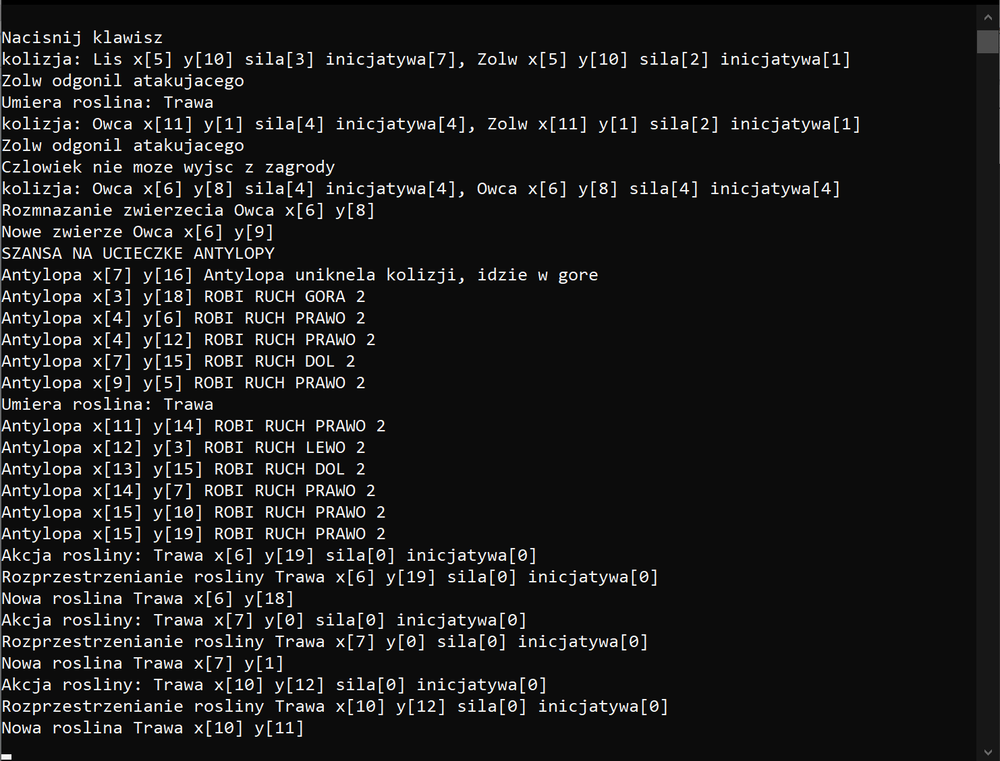 Nacisnij klawisz
kolizja: Lis x[5] y[10] sila[3] inicjatywa[7], Zolw x[5] y[10] sila[2] inicjatywa[1]
Zolw odgonil atakujacego
Umiera roslina: Trawa
kolizja: Owca x[11] y[1] sila[4] inicjatywa[4], Zolw x[11] y[1] sila[2] inicjatywa[1]
Zolw odgonil atakujacego
Czlowiek nie moze wyjsc z zagrody
kolizja: Owca x[6] y[8] sila[4] inicjatywa[4], Owca x[6] y[8] sila[4] inicjatywa[4]
Rozmnazanie zwierzecia Owca x[6] y[8]
Nowe zwierze Owca x[6] y[9]
SZANSA NA UCIECZKE ANTYLOPY
Antylopa x[7] y[16] Antylopa uniknela kolizji, idzie w gore
Antylopa x[3] y[18] ROBI RUCH GORA 2
Antylopa x[4] y[6] ROBI RUCH PRAWO 2
Antylopa x[4] y[12] ROBI RUCH PRAWO 2
Antylopa x[7] y[15] ROBI RUCH DOL 2
Antylopa x[9] y[5] ROBI RUCH PRAWO 2
Umiera roslina: Trawa
Antylopa x[11] y[14] ROBI RUCH PRAWO 2
Antylopa x[12] y[3] ROBI RUCH LEWO 2
Antylopa x[13] y[15] ROBI RUCH DOL 2
Antylopa x[14] y[7] ROBI RUCH PRAWO 2
Antylopa x[15] y[10] ROBI RUCH PRAWO 2
Antylopa x[15] y[19] ROBI RUCH PRAWO 2
Akcja rosliny: Trawa x[6] y[19] sila[0] inicjatywa[0]
Rozprzestrzenianie rosliny Trawa x[6] y[19] sila[0] inicjatywa[0]
Nowa roslina Trawa x[6] y[18]
Akcja rosliny: Trawa x[7] y[0] sila[0] inicjatywa[0]
Rozprzestrzenianie rosliny Trawa x[7] y[0] sila[0] inicjatywa[0]
Nowa roslina Trawa x[7] y[1]
Akcja rosliny: Trawa x[10] y[12] sila[0] inicjatywa[0]
Rozprzestrzenianie rosliny Trawa x[10] y[12] sila[0] inicjatywa[0]
Nowa roslina Trawa x[10] y[11]